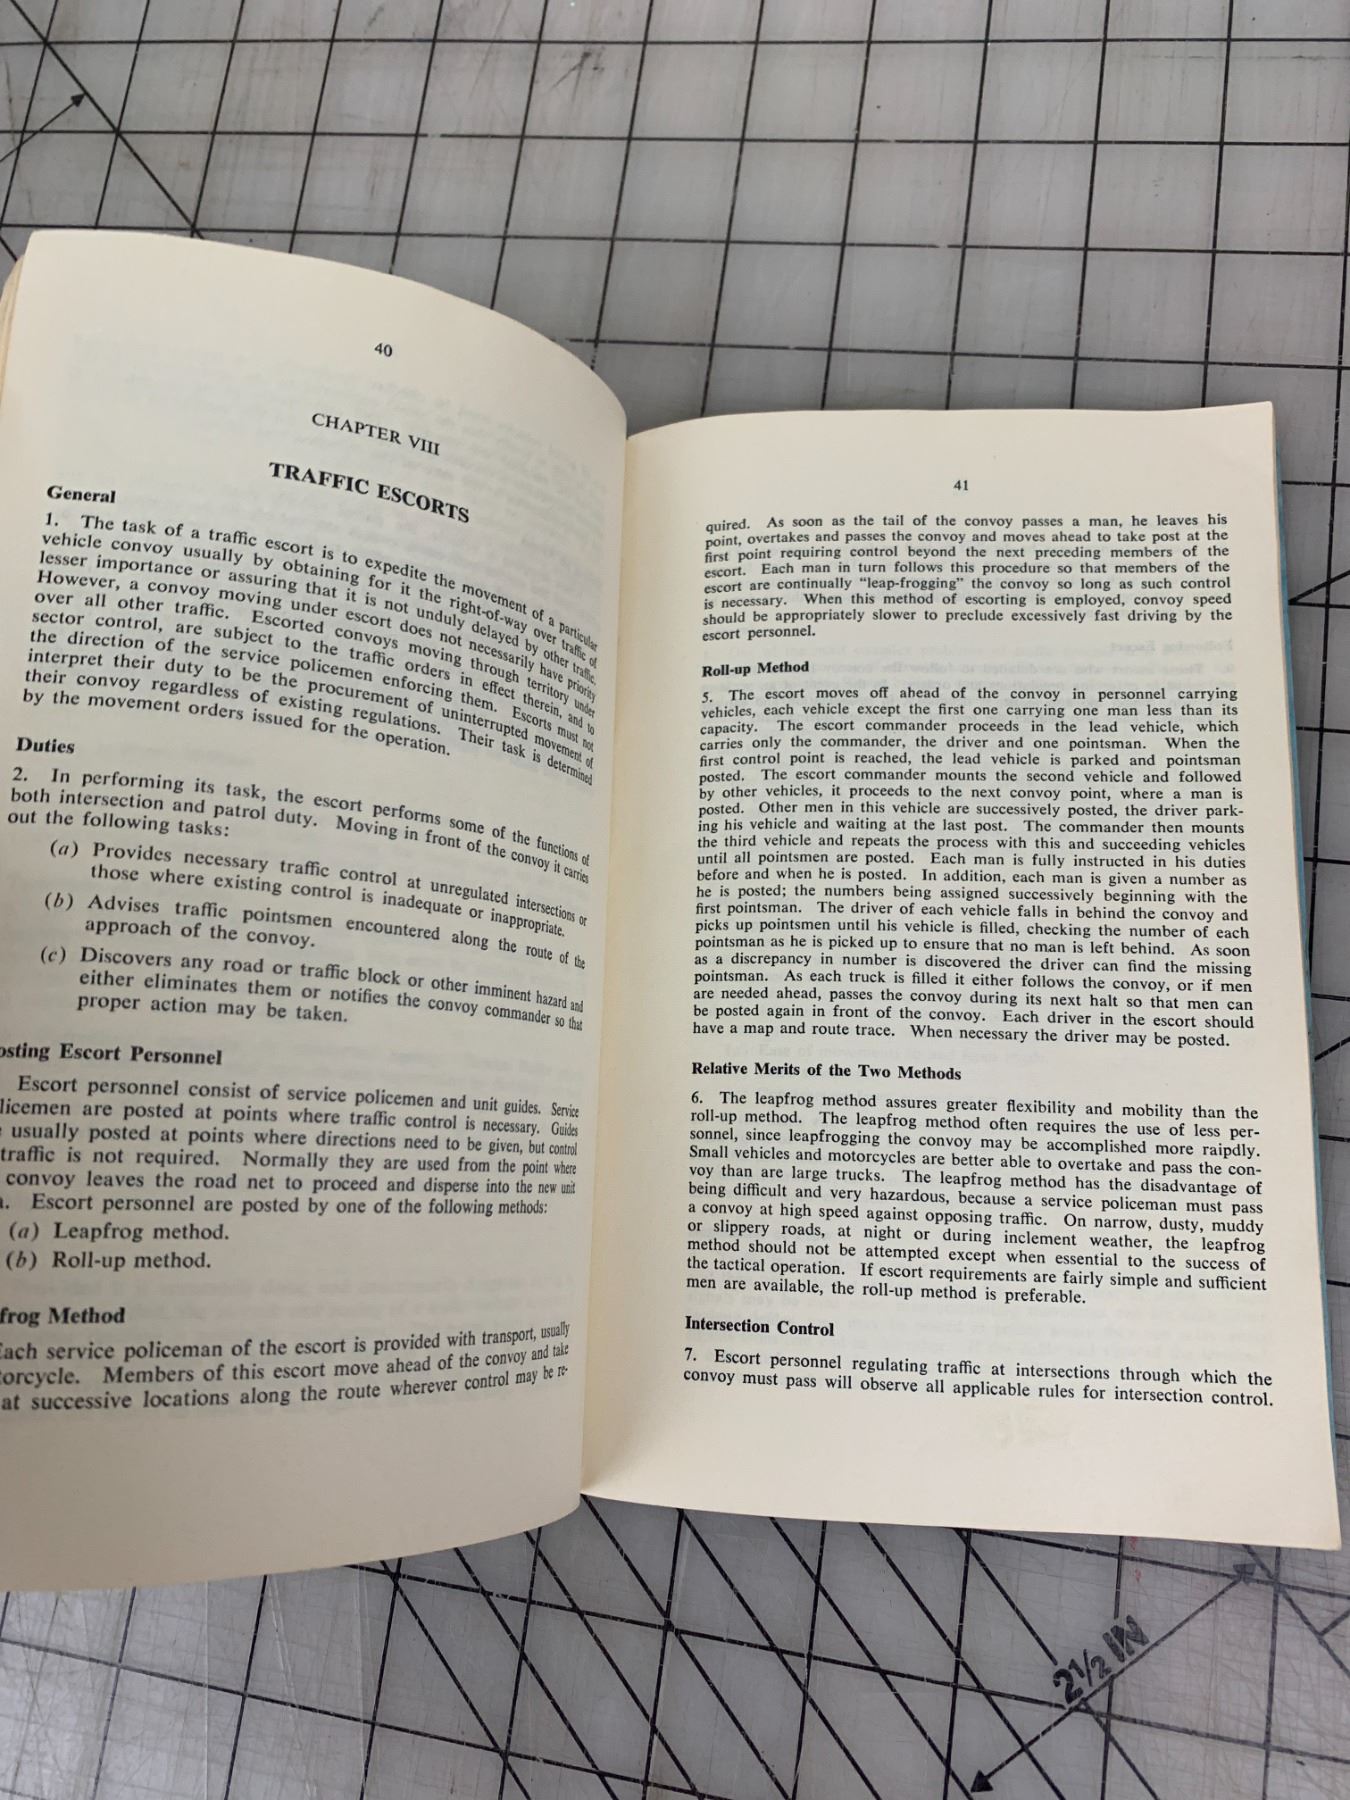 40
CHAPTER VIII
TRAFFIC ESCORTS
General
1. The task of a traffic escort is to expedite the movement of a particular
vehicle convoy usually by obtaining for it the right-of-way over traffic of
lesser importance or assuring that it is not unduly delayed by other traffic.
However, a convoy moving under escort does not necessarily have priority
over all other traffic. Escorted convoys moving through territory under
sector control, are subject to the traffic orders in effect therein, and to
the direction of the service policemen enforcing them. Escorts must not
interpret their duty to be the procurement of uninterrupted movement of
their convoy regardless of existing regulations. Their task is determined
by the movement orders issued for the operation.
Duties
2. In performing its task, the escort performs some of the functions of
both intersection and patrol duty. Moving in front of the convoy it carries
out the following tasks:
(a) Provides necessary traffic control at unregulated intersections or
those where existing control is inadequate or inappropriate.
(b) Advises traffic pointsmen encountered along the route of the
approach of the convoy.
(c) Discovers any road or traffic block or other imminent hazard and
either eliminates them or notifies the convoy commander so that
proper action may be taken.
osting Escort Personnel
Escort personnel consist of service policemen and unit guides. Service
licemen are posted at points where traffic control is necessary. Guides
usually posted at points where directions need to be given, but control
traffic is not required. Normally they are used from the point where
convoy leaves the road net to proceed and disperse into the new unit
. Escort personnel are posted by one of the following methods:
(a) Leapfrog method.
(b) Roll-up method.
frog Method
Each service policeman of the escort is provided with transport, usually
orcycle. Members of this escort move ahead of the convoy and take
at successive locations along the route wherever control may be re-
41
quired. As soon as the tail of the convoy passes a man, he leaves his
point, overtakes and passes the convoy and moves ahead to take post at the
first point requiring control beyond the next preceding members of the
escort. Each man in turn follows this procedure so that members of the
escort are continually "leap-frogging" the convoy so long as such control
is necessary. When this method of escorting is employed, convoy speed
should be appropriately slower to preclude excessively fast driving by the
escort personnel.
Roll-up Method
5. The escort moves off ahead of the convoy in personnel carrying
vehicles, each vehicle except the first one carrying one man less than its
capacity. The escort commander proceeds in the lead vehicle, which
carries only the commander, the driver and one pointsman. When the
first control point is reached, the lead vehicle is parked and pointsman
posted. The escort commander mounts the second vehicle and followed
by other vehicles, it proceeds to the next convoy point, where a man is
posted. Other men in this vehicle are successively posted, the driver park-
ing his vehicle and waiting at the last post. The commander then mounts
the third vehicle and repeats the process with this and succeeding vehicles
until all pointsmen are posted. Each man is fully instructed in his duties
before and when he is posted. In addition, each man is given a number as
he is posted; the numbers being assigned successively beginning with the
first pointsman. The driver of each vehicle falls in behind the convoy and
picks up pointsmen until his vehicle is filled, checking the number of each
pointsman as he is picked up to ensure that no man is left behind. As soon
as a discrepancy in number is discovered the driver can find the missing
pointsman. As each truck is filled it either follows the convoy, or if men
are needed ahead, passes the convoy during its next halt so that men can
be posted again in front of the convoy. Each driver in the escort should
have a map and route trace. When necessary the driver may be posted.
Relative Merits of the Two Methods
6. The leapfrog method assures greater flexibility and mobility than the
roll-up method. The leapfrog method often requires the use of less per-
sonnel, since leapfrogging the convoy may be accomplished more raipdly.
Small vehicles and motorcycles are better able to overtake and pass the con-
voy than are large trucks. The leapfrog method has the disadvantage of
being difficult and very hazardous, because a service policeman must pass
a convoy at high speed against opposing traffic. On narrow, dusty, muddy
or slippery roads, at night or during inclement weather, the leapfrog
method should not be attempted except when essential to the success of
the tactical operation. If escort requirements are fairly simple and sufficient
men are available, the roll-up method is preferable.
Intersection Control
7. Escort personnel regulating traffic at intersections through which the
convoy must pass will observe all applicable rules for intersection control.
2½ IN